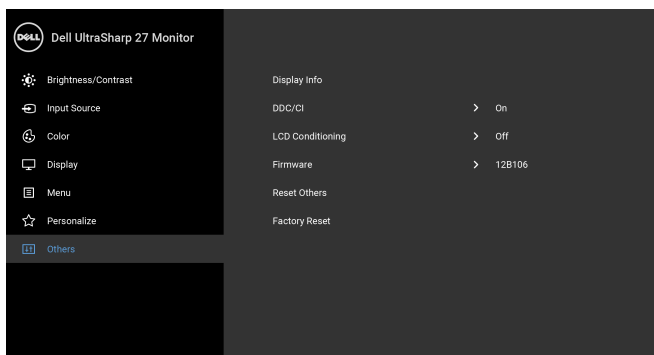 DELL
Dell UltraSharp 27 Monitor
Brightness/Contrast
Display Info
Input Source
DDC/CI > On
Color
LCD Conditioning > Off
Display
Firmware > 12B106
Menu
Reset Others
Personalize
Factory Reset
Others